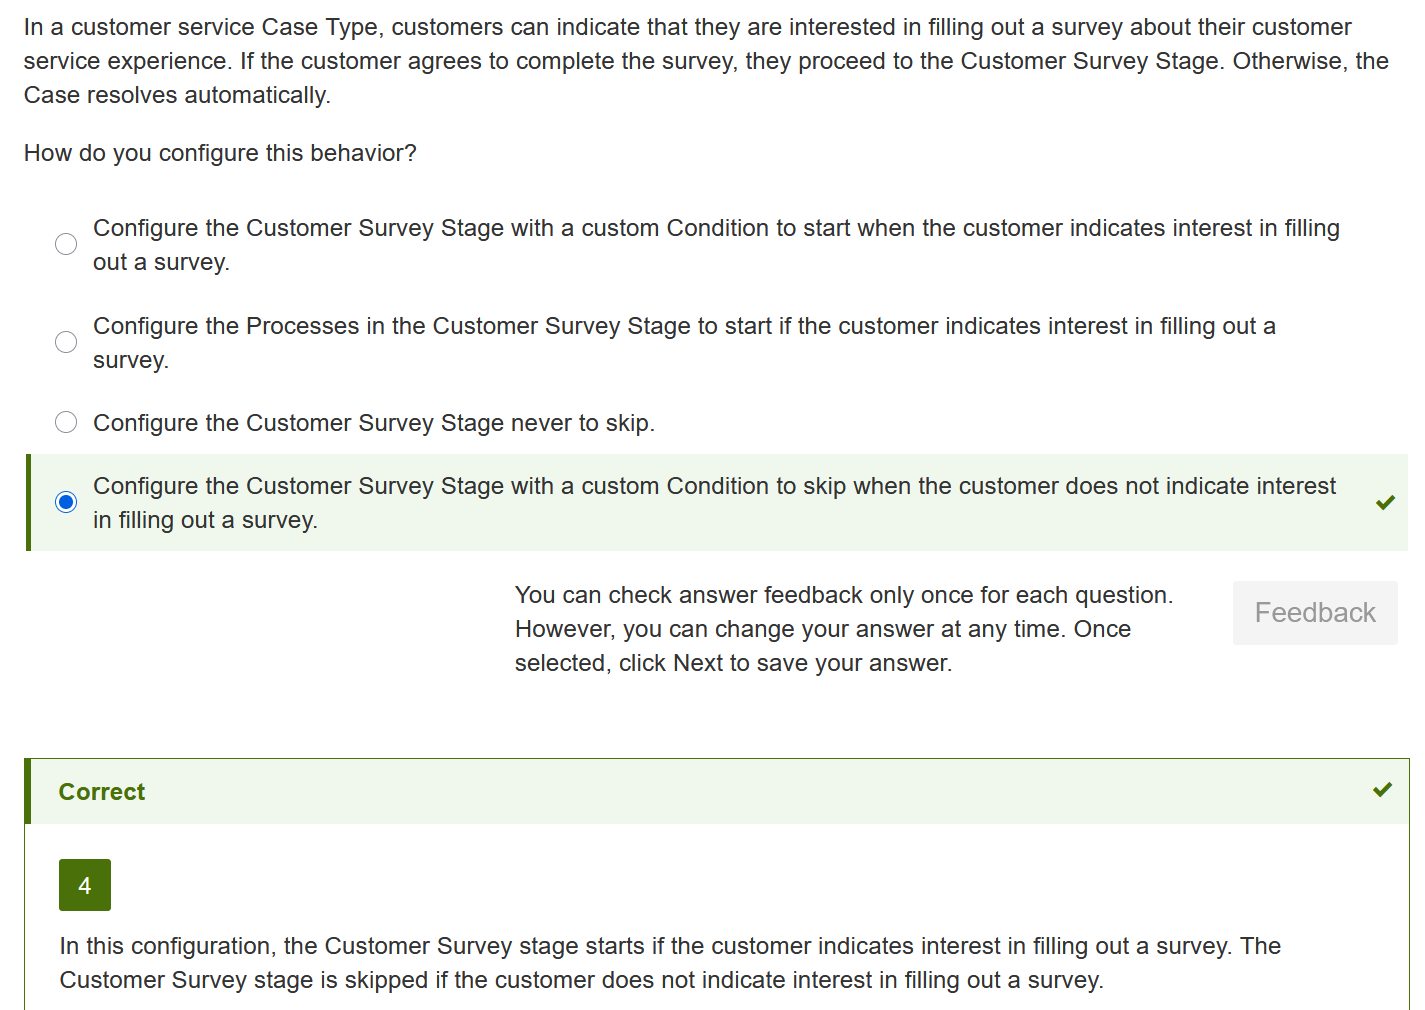 In a customer service Case Type, customers can indicate that they are interested in filling out a survey about their customer
service experience. If the customer agrees to complete the survey, they proceed to the Customer Survey Stage. Otherwise, the
Case resolves automatically.
How do you configure this behavior?
Configure the Customer Survey Stage with a custom Condition to start when the customer indicates interest in filling
out a survey.
Configure the Processes in the Customer Survey Stage to start if the customer indicates interest in filling out a
survey.
Configure the Customer Survey Stage never to skip.
Configure the Customer Survey Stage with a custom Condition to skip when the customer does not indicate interest
in filling out a survey.
You can check answer feedback only once for each question.
However, you can change your answer at any time. Once
selected, click Next to save your answer.
Feedback
Correct
4
In this configuration, the Customer Survey stage starts if the customer indicates interest in filling out a survey. The
Customer Survey stage is skipped if the customer does not indicate interest in filling out a survey.